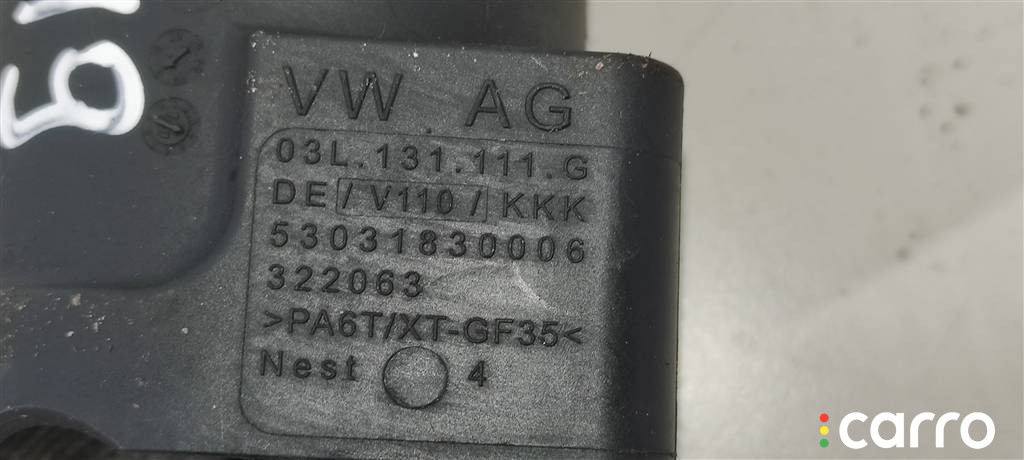 VW AG
03L.131.111.G
DE /V110/ KKK
53031830006
322063
>PA6T/XT-GF35<
Nest 4
carro